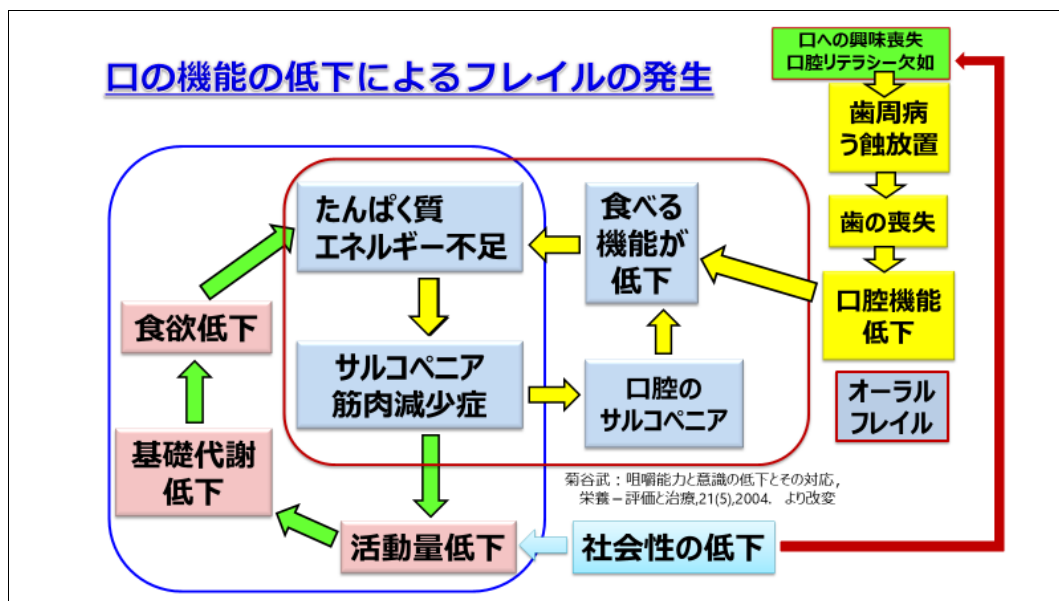 口の機能の低下によるフレイルの発生
口への興味喪失
口腔リテラシー欠如
歯周病
う蝕放置
歯の喪失
口腔機能
低下
オーラル
フレイル
たんぱく質
エネルギー不足
食べる
機能が
低下
サルコペニア
筋肉減少症
口腔の
サルコペニア
食欲低下
基礎代謝
低下
活動量低下
社会性の低下
菊谷武：咀嚼能力と意識の低下とその対応，
栄養－評価と治療,21(5),2004． より改変